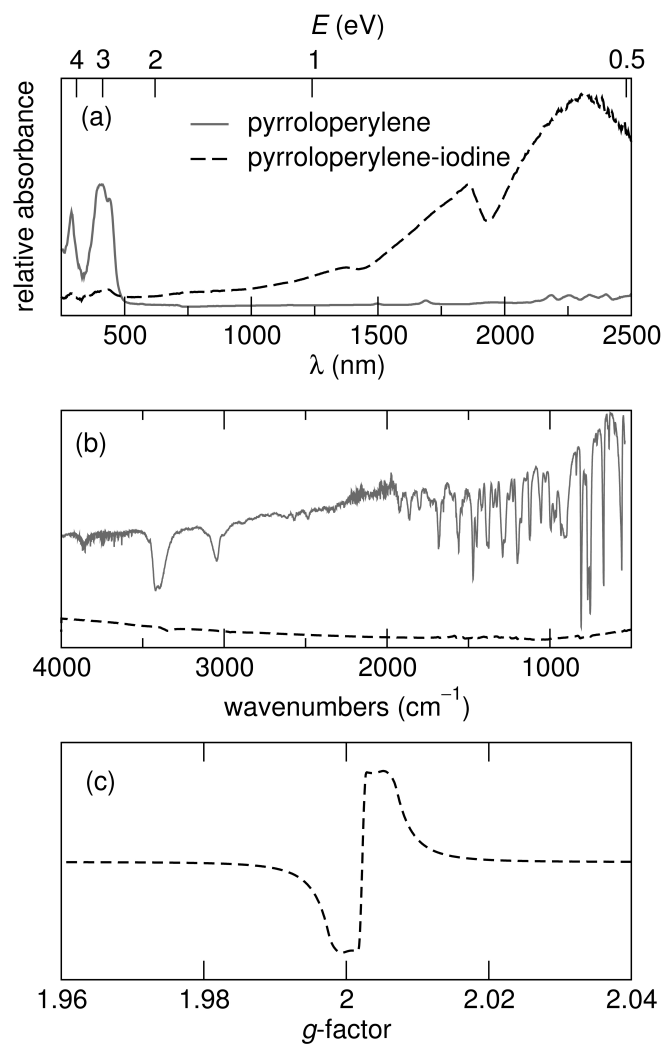 E (eV)
4 3 2 1 0.5
(a)
pyrroloperylene
pyrroloperylene-iodine
relative absorbance
500 1000 1500 2000 2500
λ (nm)
(b)
4000 3000 2000 1000
wavenumbers (cm⁻¹)
(c)
1.96 1.98 2 2.02 2.04
g-factor